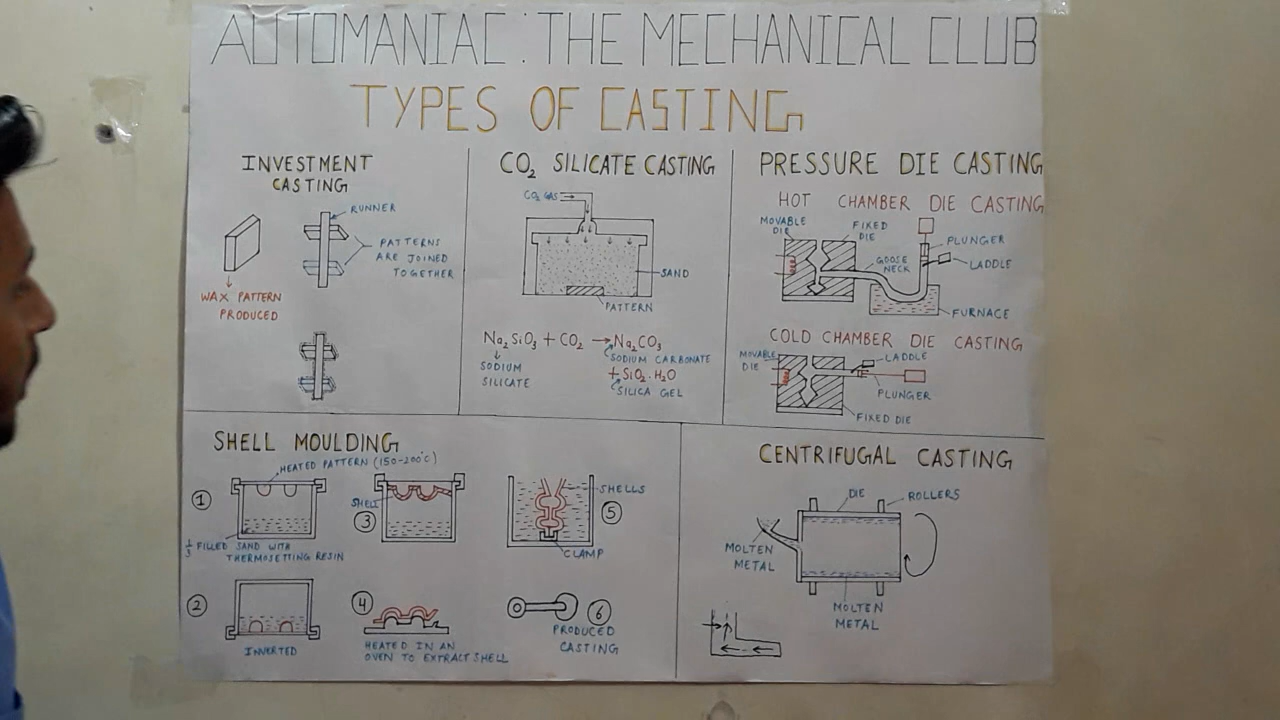 AUTOMANIAC: THE MECHANICAL CLUB
TYPES OF CASTING
INVESTMENT
CASTING
RUNNER
PATTERNS
ARE JOINED
TOGETHER
WAX PATTERN
PRODUCED
CO₂ SILICATE CASTING
CO₂ GAS
SAND
PATTERN
Na₂SiO₃ + CO₂ → Na₂CO₃
SODIUM CARBONATE
SODIUM
SILICATE
+ SiO₂.H₂O
SILICA GEL
PRESSURE DIE CASTING
HOT CHAMBER DIE CASTING
MOVABLE
DIE
FIXED
DIE
GOOSE
NECK
PLUNGER
LADDLE
FURNACE
COLD CHAMBER DIE CASTING
MOVABLE
DIE
LADDLE
PLUNGER
FIXED DIE
SHELL MOULDING
HEATED PATTERN (150-200°C)
1
1/3 FILLED SAND WITH
THERMOSETTING RESIN
2
INVERTED
SHELL
3
4
HEATED IN AN
OVEN TO EXTRACT SHELL
SHELLS
5
CLAMP
6
PRODUCED
CASTING
CENTRIFUGAL CASTING
DIE
ROLLERS
MOLTEN
METAL
MOLTEN
METAL